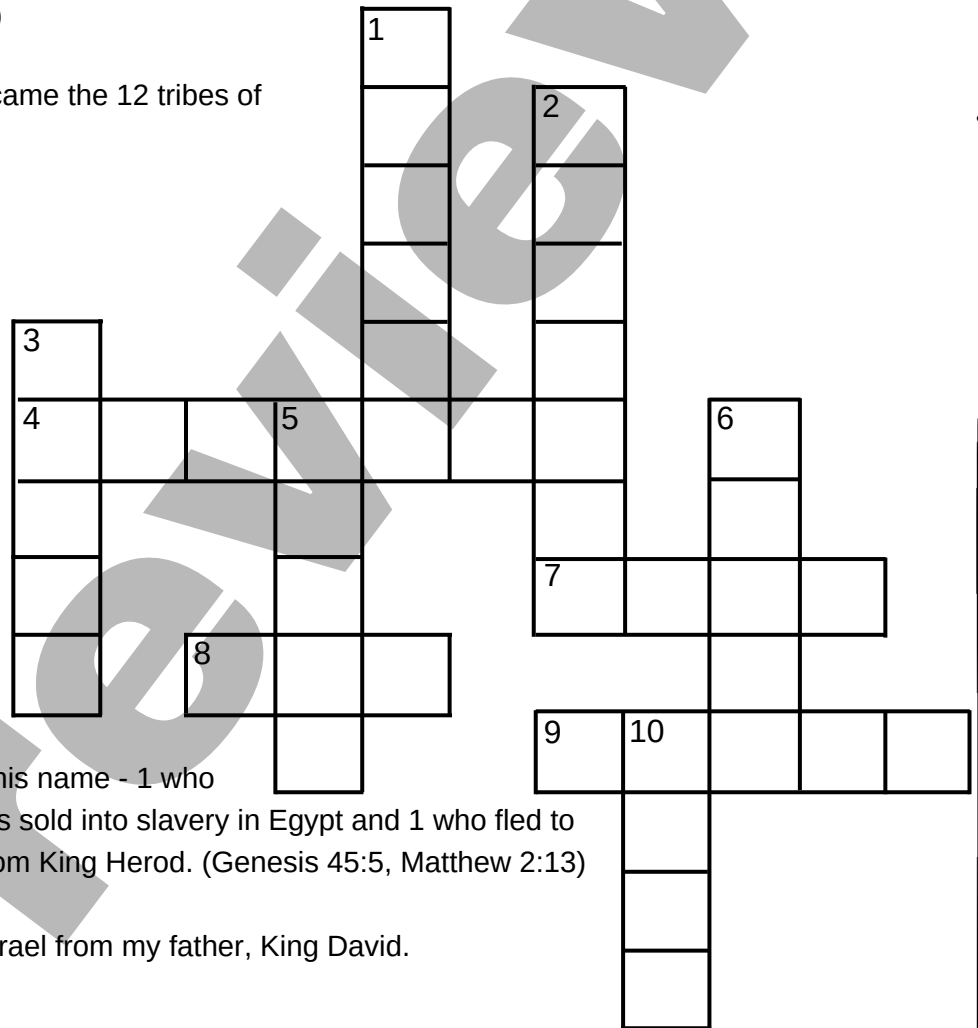 )
1
came the 12 tribes of
2
3
4 5
6
7
8
9 10
his name - 1 who
s sold into slavery in Egypt and 1 who fled to
om King Herod. (Genesis 45:5, Matthew 2:13)
rael from my father, King David.
review